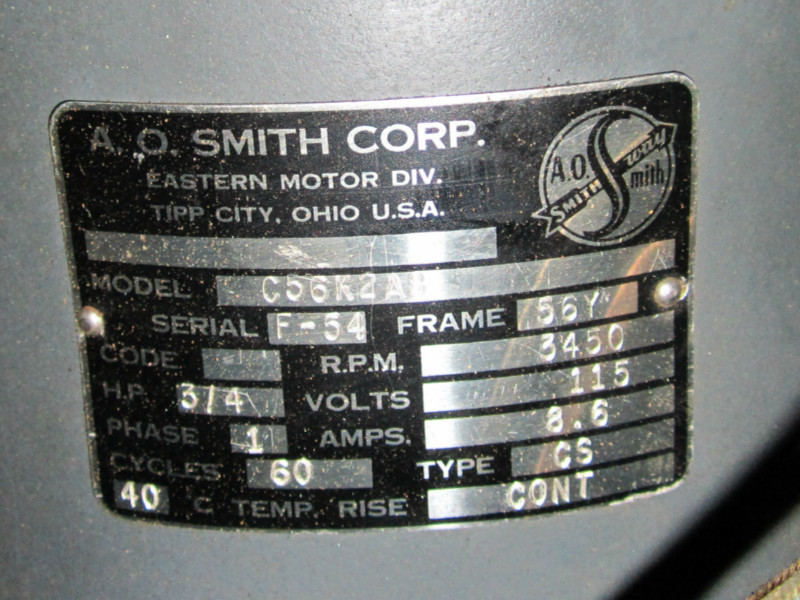 A. O. SMITH CORP.
EASTERN MOTOR DIV.
TIPP CITY, OHIO U.S.A.
A.O. Smith
SMITH way
MODEL
SERIAL F-54 FRAME 56Y
CODE R.P.M. 3450
H.P. 3/4 VOLTS 115
PHASE 1 AMPS. 8.6
CYCLES 60 TYPE CS
40 °C TEMP. RISE CONT